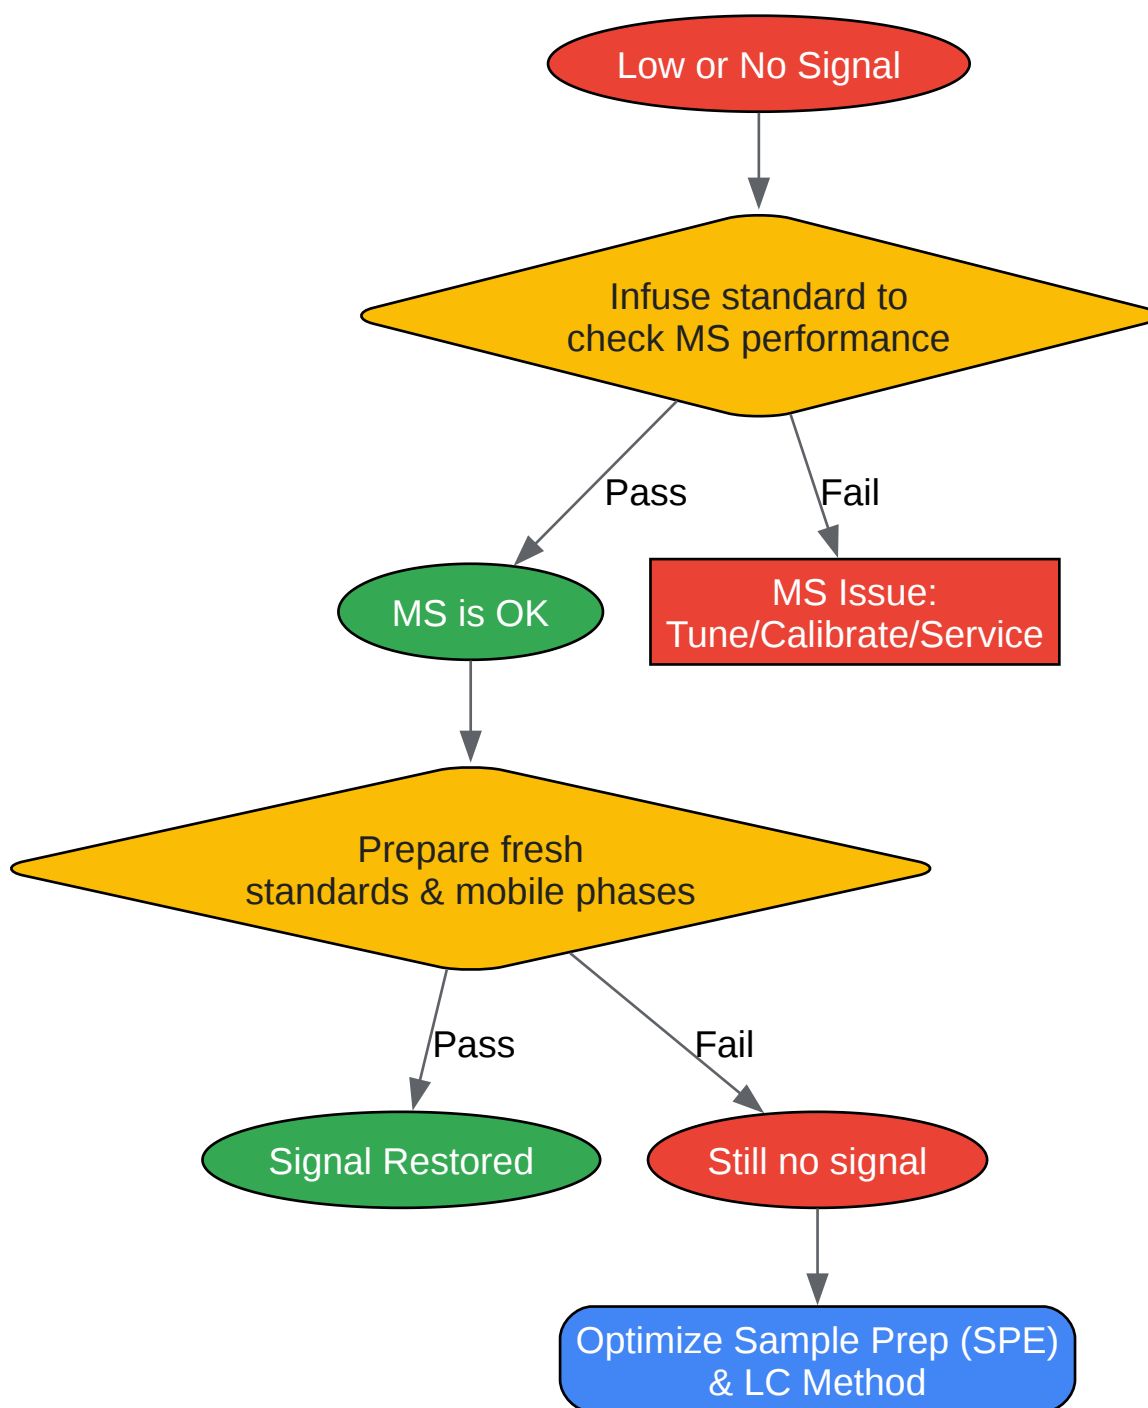 Low or No Signal
Infuse standard to
check MS performance
Pass
Fail
MS is OK
MS Issue:
Tune/Calibrate/Service
Prepare fresh
standards & mobile phases
Pass
Fail
Signal Restored
Still no signal
Optimize Sample Prep (SPE)
& LC Method